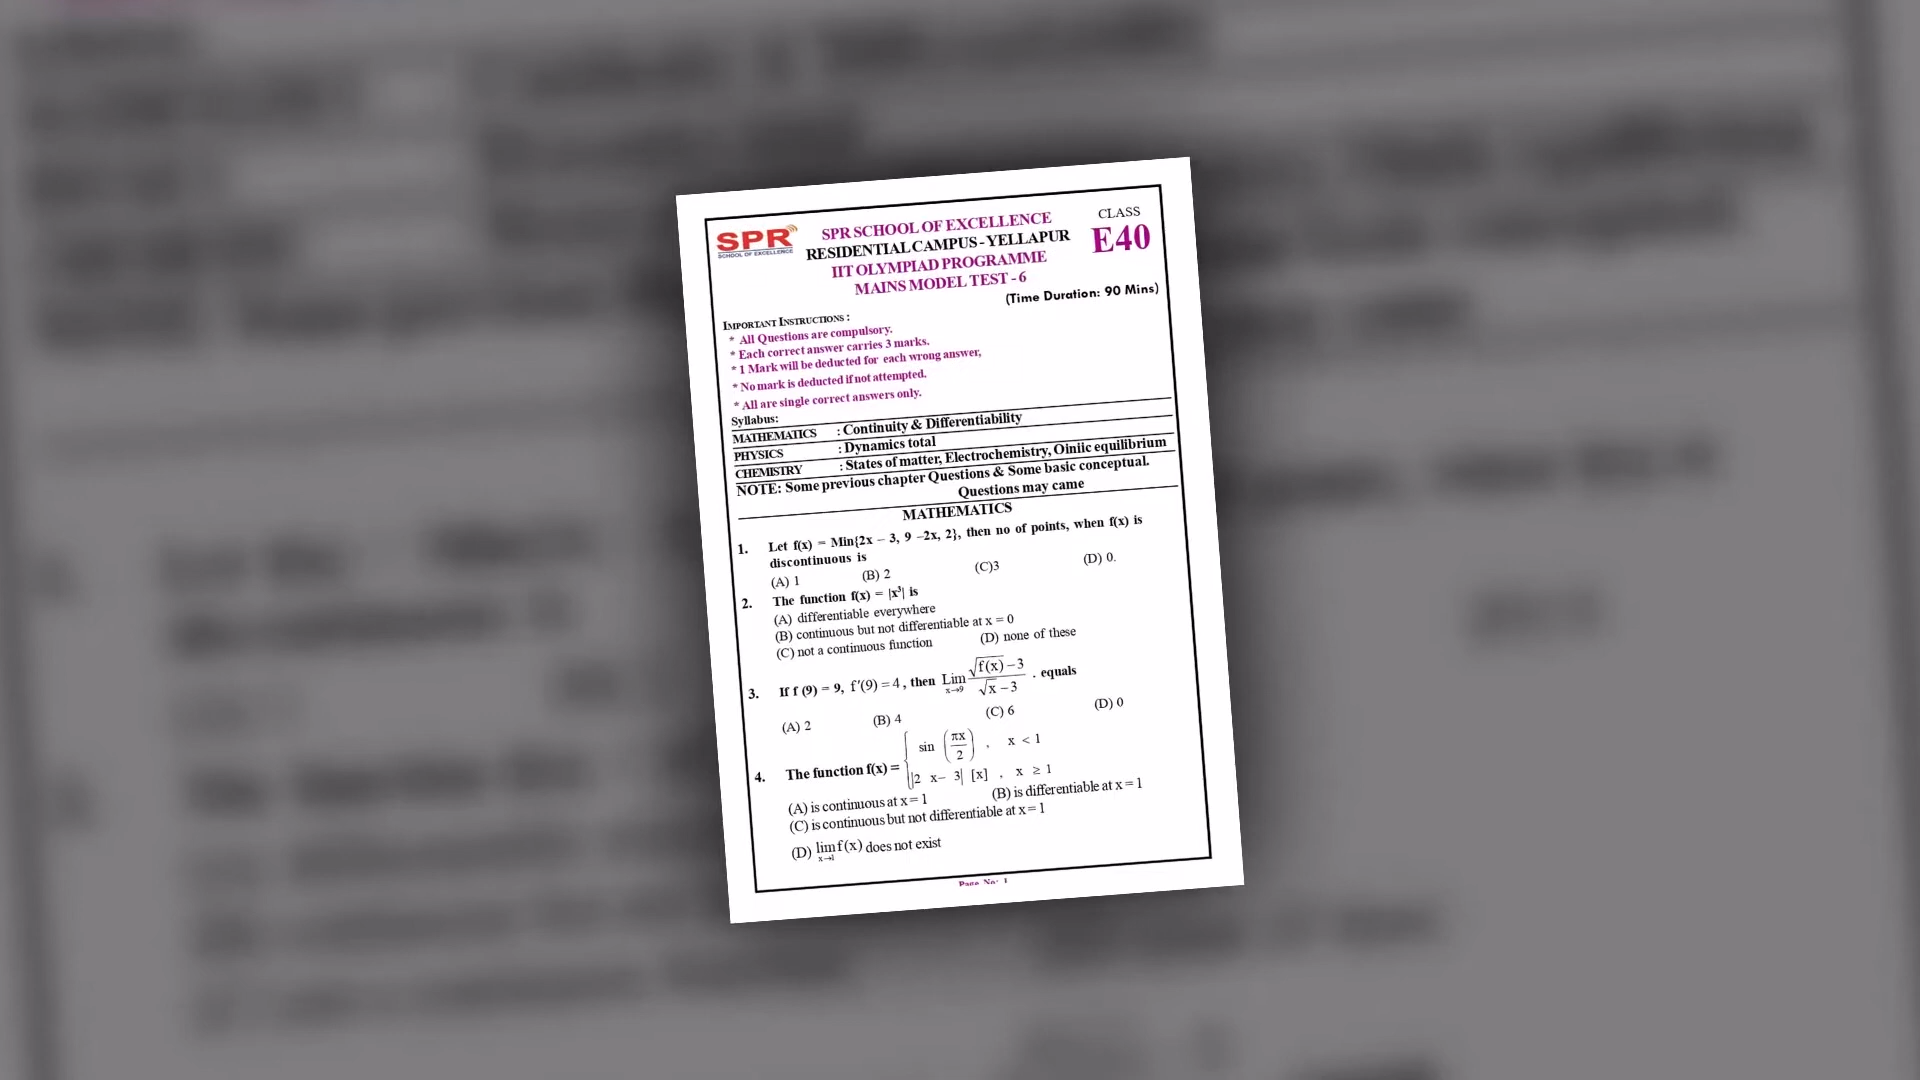 SPR
SCHOOL OF EXCELLENCE
SPR SCHOOL OF EXCELLENCE
RESIDENTIAL CAMPUS - YELLAPUR
IIT OLYMPIAD PROGRAMME
MAINS MODEL TEST - 6
CLASS
E40
(Time Duration: 90 Mins)
IMPORTANT INSTRUCTIONS :
* All Questions are compulsory.
* Each correct answer carries 3 marks.
* 1 Mark will be deducted for each wrong answer,
* No mark is deducted if not attempted.
* All are single correct answers only.
Syllabus:
MATHEMATICS : Continuity & Differentiability
PHYSICS : Dynamics total
CHEMISTRY : States of matter, Electrochemistry, Oiniic equilibrium
NOTE: Some previous chapter Questions & Some basic conceptual.
Questions may came
MATHEMATICS
1. Let f(x) = Min{2x – 3, 9 –2x, 2}, then no of points, when f(x) is
discontinuous is
(A) 1 (B) 2 (C)3 (D) 0.
2. The function f(x) = |x³| is
(A) differentiable everywhere
(B) continuous but not differentiable at x = 0
(C) not a continuous function (D) none of these
3. If f (9) = 9, f′(9) = 4, then Lim x→9 (√f(x) – 3)/(√x – 3) . equals
(A) 2 (B) 4 (C) 6 (D) 0
4. The function f(x) = { sin (πx/2) , x < 1
|2 x– 3| [x] , x ≥ 1
(A) is continuous at x = 1 (B) is differentiable at x = 1
(C) is continuous but not differentiable at x = 1
(D) lim x→1 f(x) does not exist
Page No: 1